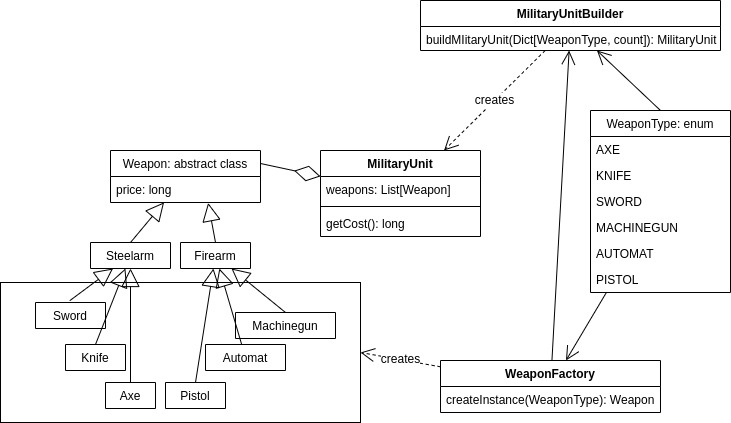 MilitaryUnitBuilder
buildMIitaryUnit(Dict[WeaponType, count]): MilitaryUnit
creates
WeaponType: enum
AXE
KNIFE
SWORD
MACHINEGUN
AUTOMAT
PISTOL
Weapon: abstract class
price: long
MilitaryUnit
weapons: List[Weapon]
getCost(): long
Steelarm
Firearm
Sword
Machinegun
Knife
Automat
Axe
Pistol
creates
WeaponFactory
createInstance(WeaponType): Weapon